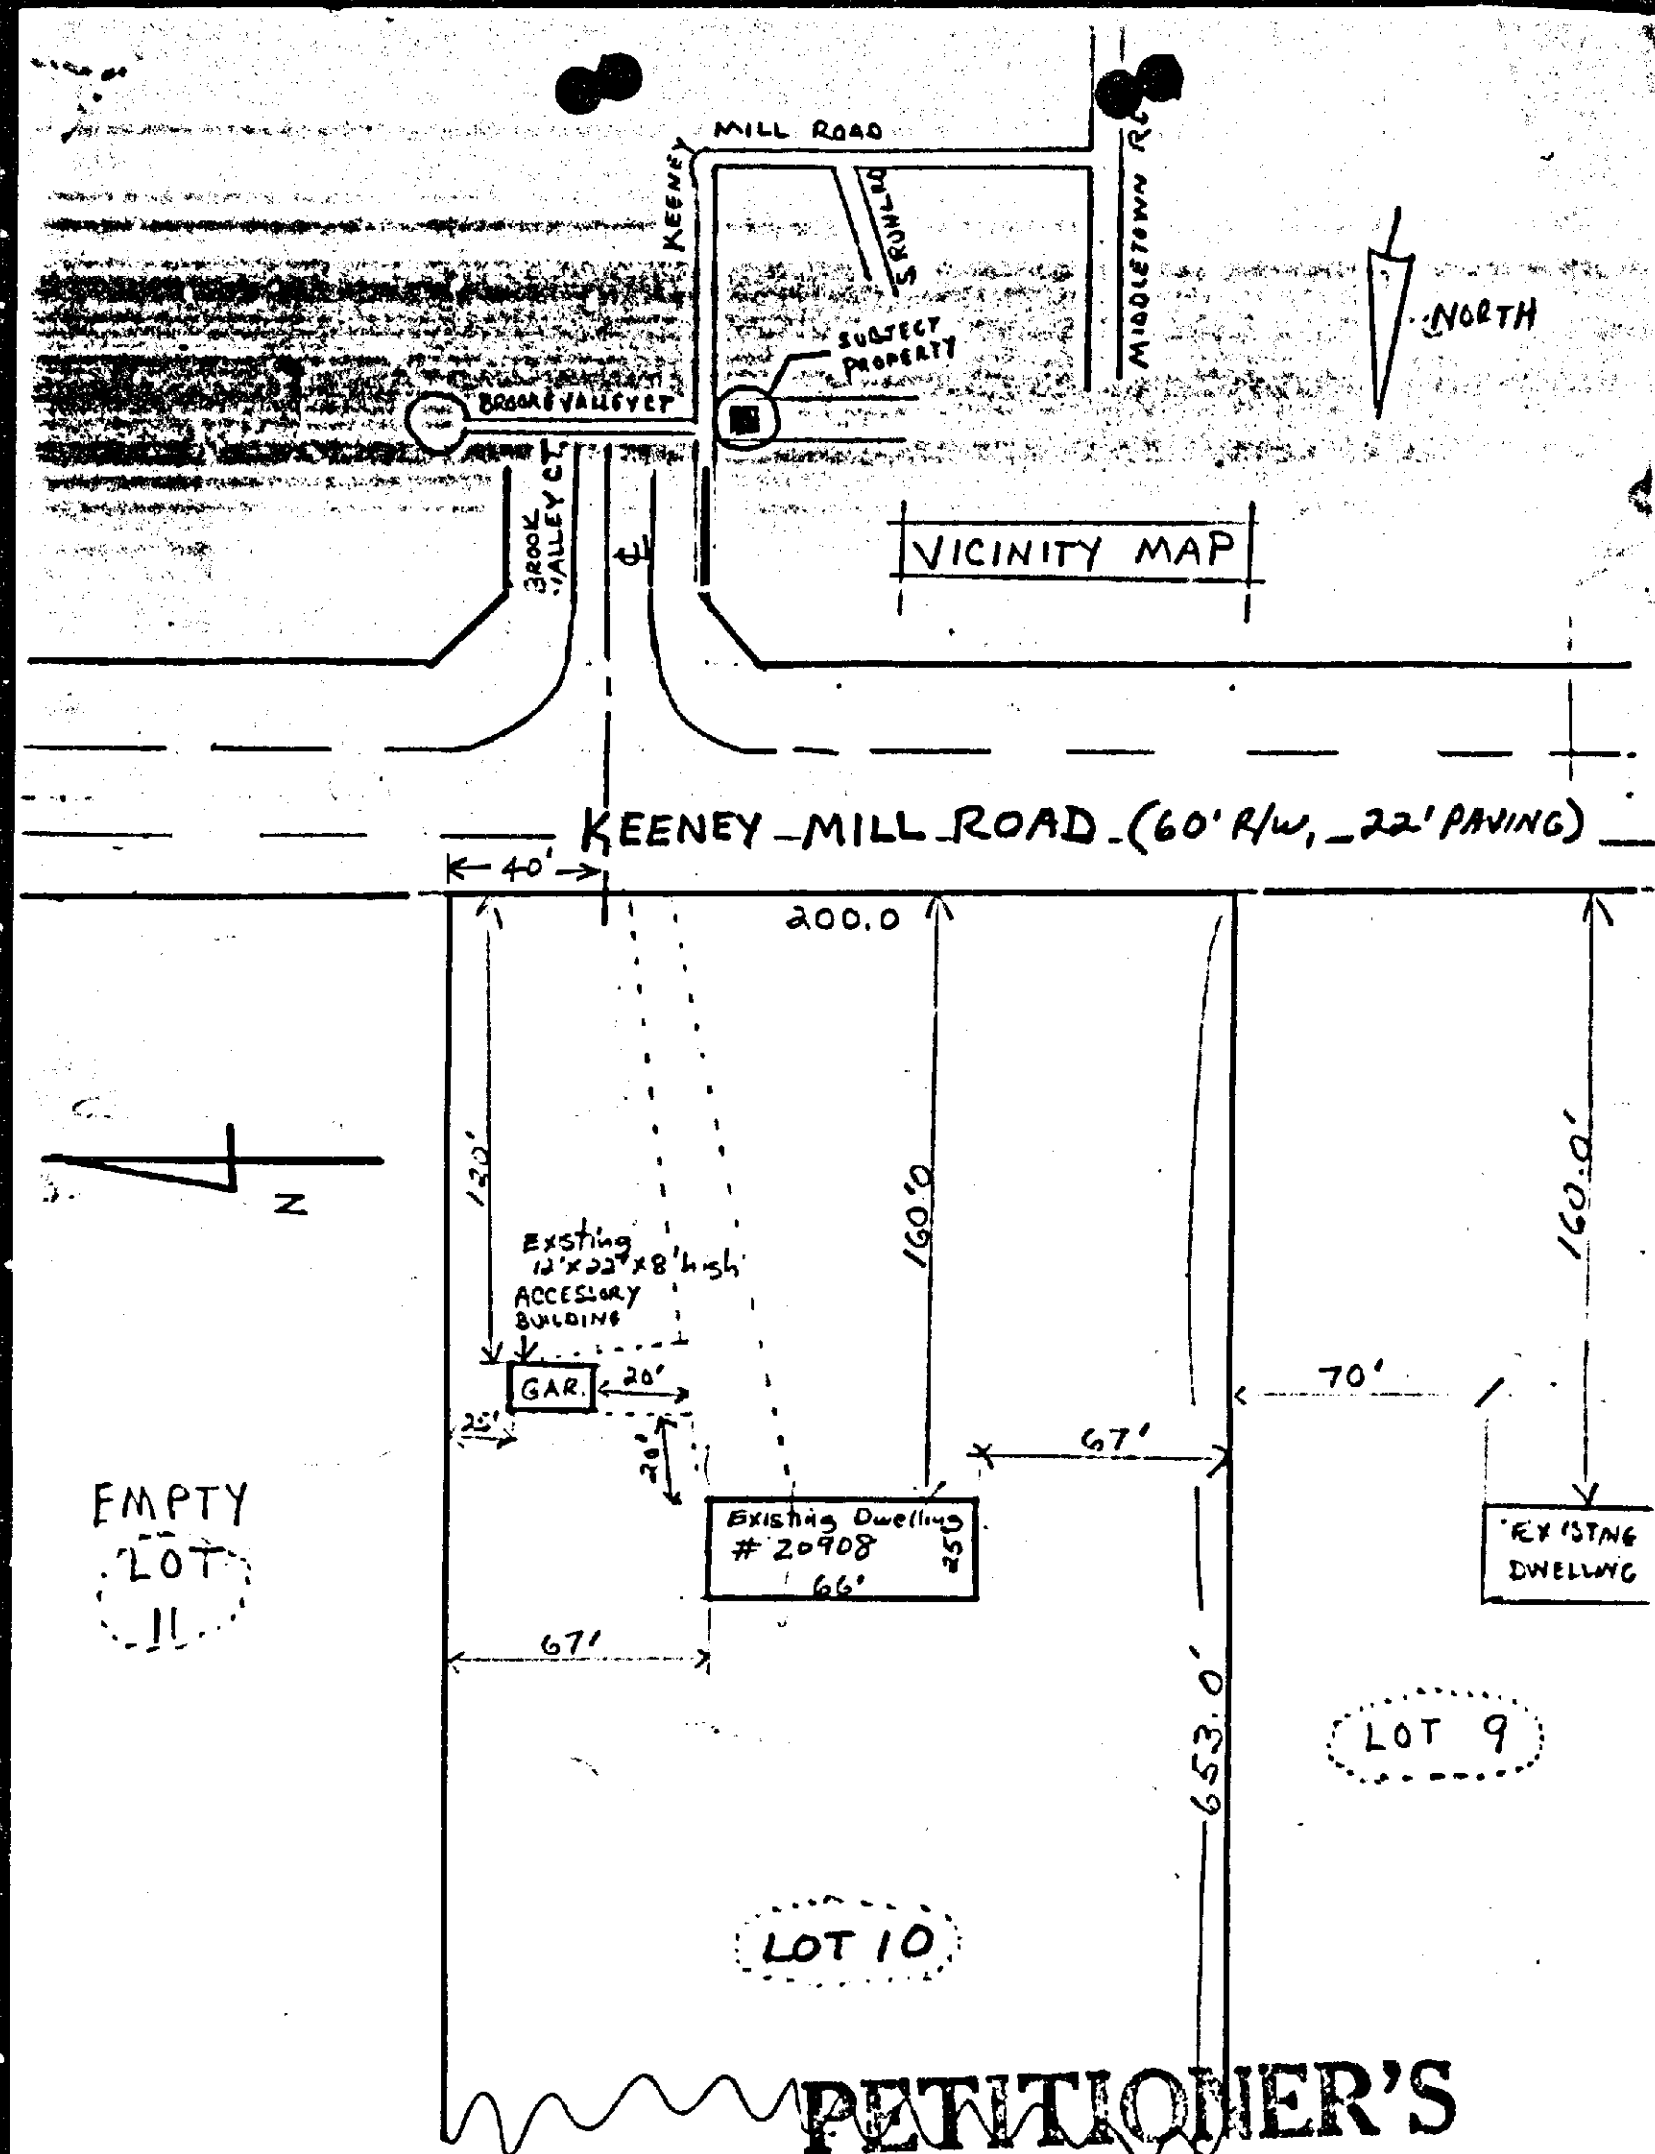 MILL ROAD
KEENEY
S RUN RD
MIDDLETOWN RD
NORTH
SUBJECT
PROPERTY
BROOKE VALLEY CT
BROOK
VALLEY CT.
℄
VICINITY MAP
KEENEY MILL ROAD (60' R/W, 22' PAVING)
40'
200.0
120'
160.0
160.0'
N
Existing
12'x22'x8' high
ACCESSORY
BUILDING
GAR.
20'
25'
20'
70'
67'
EMPTY
LOT
11
Existing Dwelling
# 20908
66'
25'
EXISTNG
DWELLING
67'
653.0'
LOT 9
LOT 10
PETITIONER'S